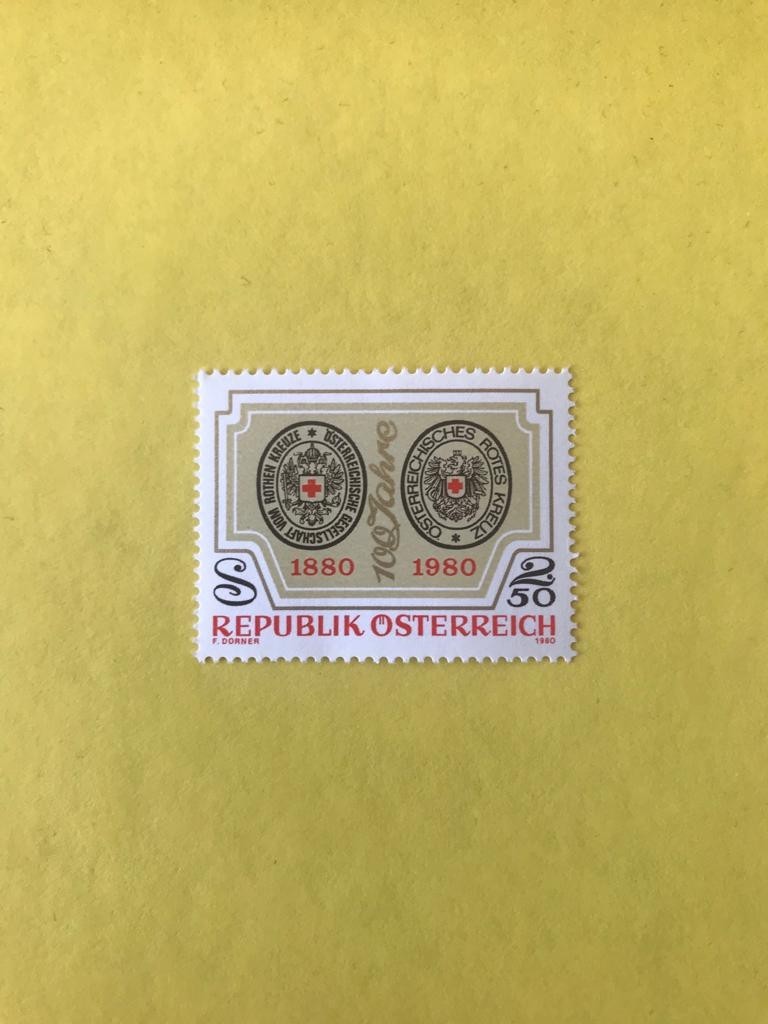 ÖSTERREICHISCHE GESELLSCHAFT VOM ROTHEN KREUZE *
100 Jahre
ÖSTERREICHISCHES ROTES KREUZ *
1880
1980
S
2
50
REPUBLIK ÖSTERREICH
F. DORNER
1980